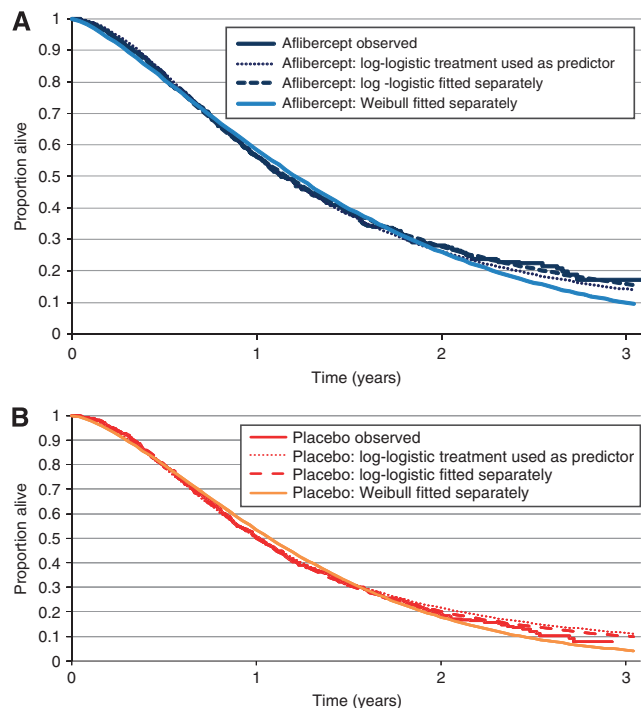 A
Aflibercept observed
Aflibercept: log-logistic treatment used as predictor
Aflibercept: log -logistic fitted separately
Aflibercept: Weibull fitted separately
Proportion alive
1
0.9
0.8
0.7
0.6
0.5
0.4
0.3
0.2
0.1
0
0 1 2 3
Time (years)
B
Placebo observed
Placebo: log-logistic treatment used as predictor
Placebo: log-logistic fitted separately
Placebo: Weibull fitted separately
Proportion alive
1
0.9
0.8
0.7
0.6
0.5
0.4
0.3
0.2
0.1
0
0 1 2 3
Time (years)